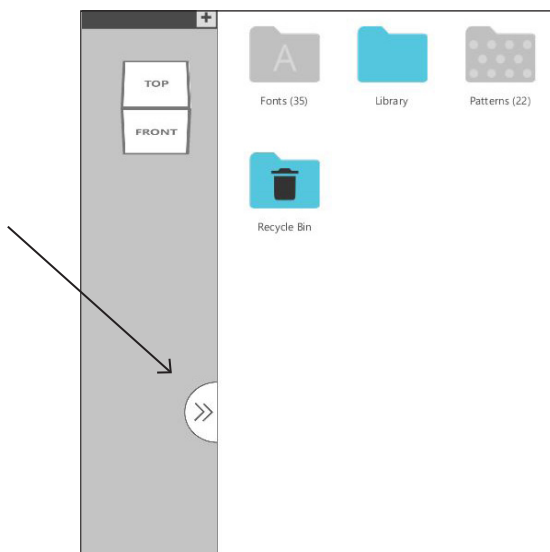 +
TOP
FRONT
A
Fonts (35)
Library
Patterns (22)
Recycle Bin